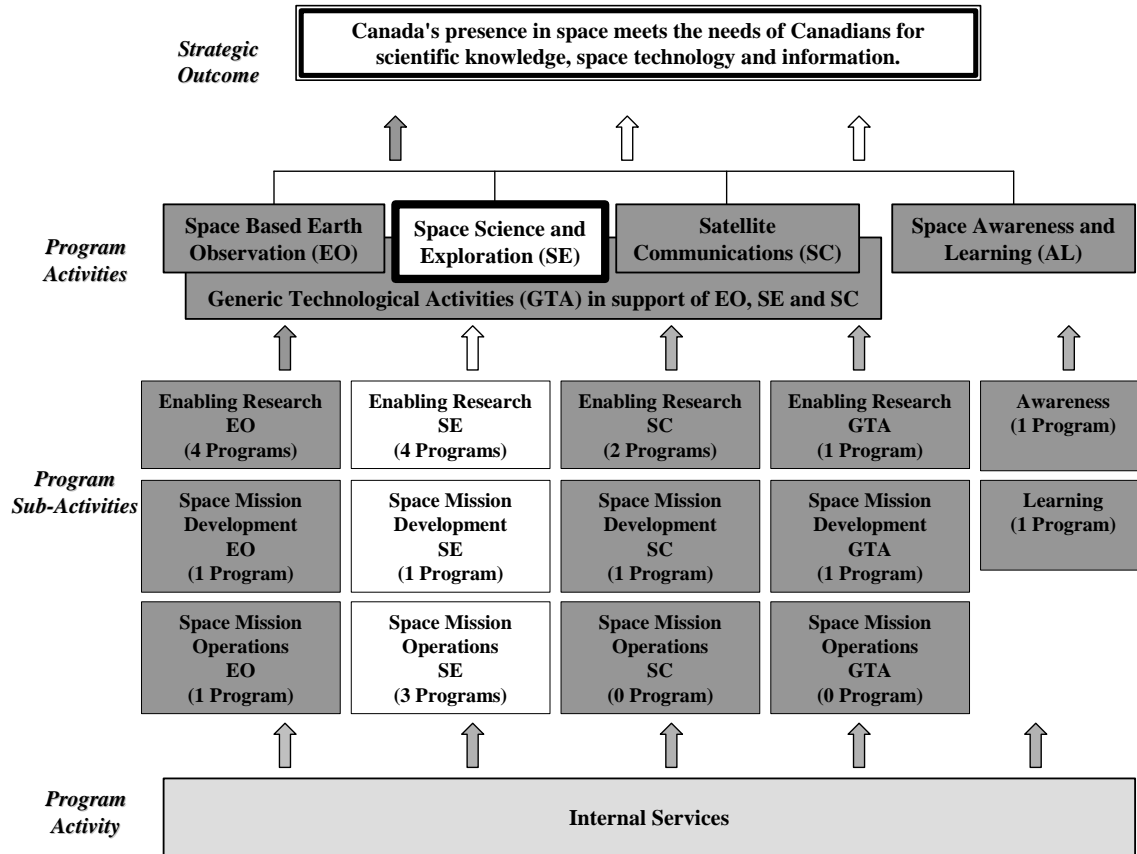 Canada's presence in space meets the needs of Canadians for
scientific knowledge, space technology and information.
Strategic
Outcome
Space Based Earth
Observation (EO)
Space Science and
Exploration (SE)
Satellite
Communications (SC)
Space Awareness and
Learning (AL)
Program
Activities
Generic Technological Activities (GTA) in support of EO, SE and SC
Enabling Research
EO
(4 Programs)
Enabling Research
SE
(4 Programs)
Enabling Research
SC
(2 Programs)
Enabling Research
GTA
(1 Program)
Awareness
(1 Program)
Program
Sub-Activities
Space Mission
Development
EO
(1 Program)
Space Mission
Development
SE
(1 Program)
Space Mission
Development
SC
(1 Program)
Space Mission
Development
GTA
(1 Program)
Learning
(1 Program)
Space Mission
Operations
EO
(1 Program)
Space Mission
Operations
SE
(3 Programs)
Space Mission
Operations
SC
(0 Program)
Space Mission
Operations
GTA
(0 Program)
Program
Activity
Internal Services